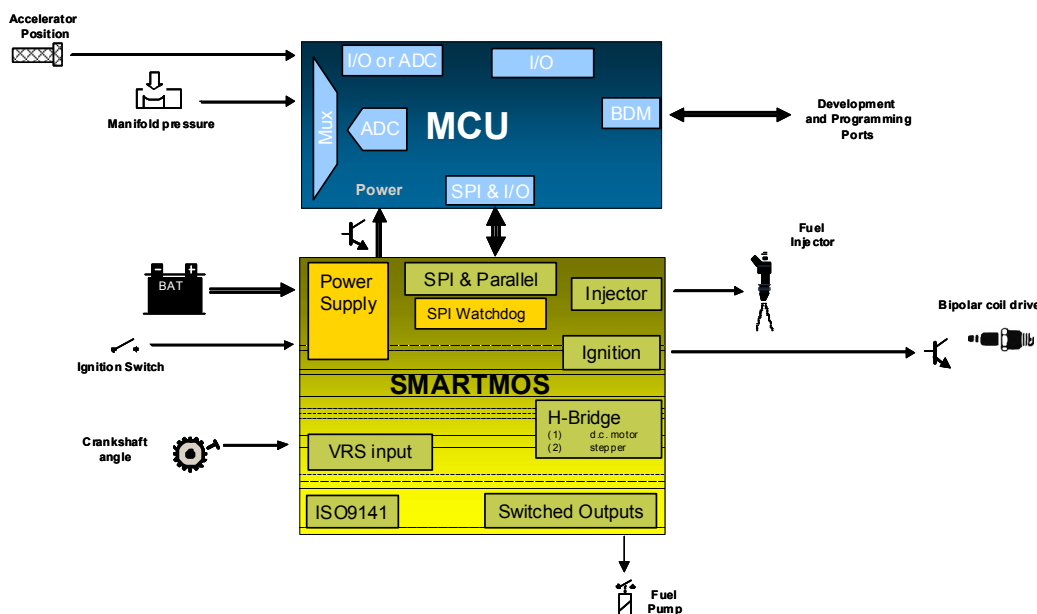 Accelerator
Position
Manifold pressure
I/O or ADC
I/O
Mux
ADC
MCU
BDM
Development
and Programming
Ports
Power
SPI & I/O
BAT
Power
Supply
SPI & Parallel
SPI Watchdog
Injector
Fuel
Injector
Ignition Switch
Ignition
Bipolar coil drive
SMARTMOS
Crankshaft
angle
VRS input
H-Bridge
(1) d.c. motor
(2) stepper
ISO9141
Switched Outputs
Fuel
Pump